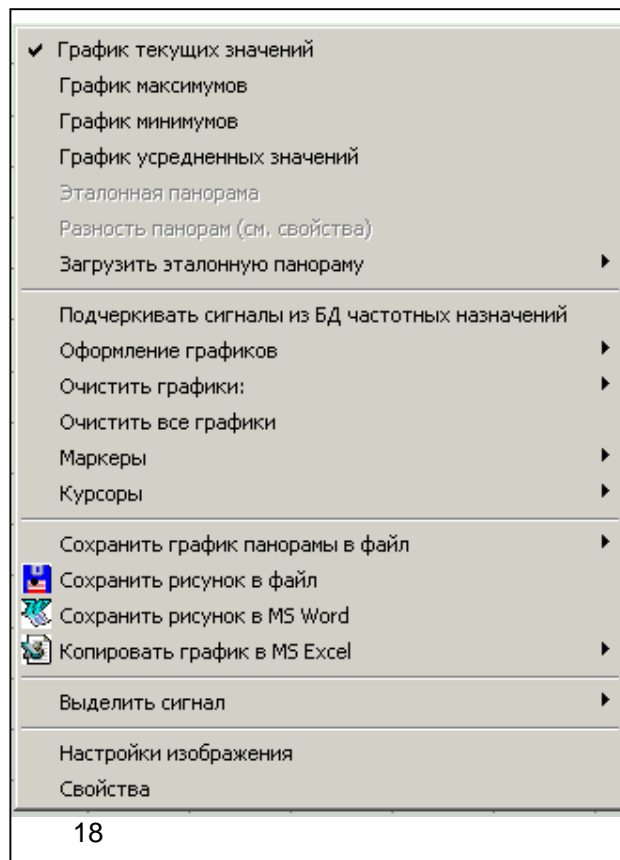 График текущих значений
График максимумов
График минимумов
График усредненных значений
Эталонная панорама
Разность панорам (см. свойства)
Загрузить эталонную панораму
Подчеркивать сигналы из БД частотных назначений
Оформление графиков
Очистить графики:
Очистить все графики
Маркеры
Курсоры
Сохранить график панорамы в файл
Сохранить рисунок в файл
Сохранить рисунок в MS Word
Копировать график в MS Excel
Выделить сигнал
Настройки изображения
Свойства
18